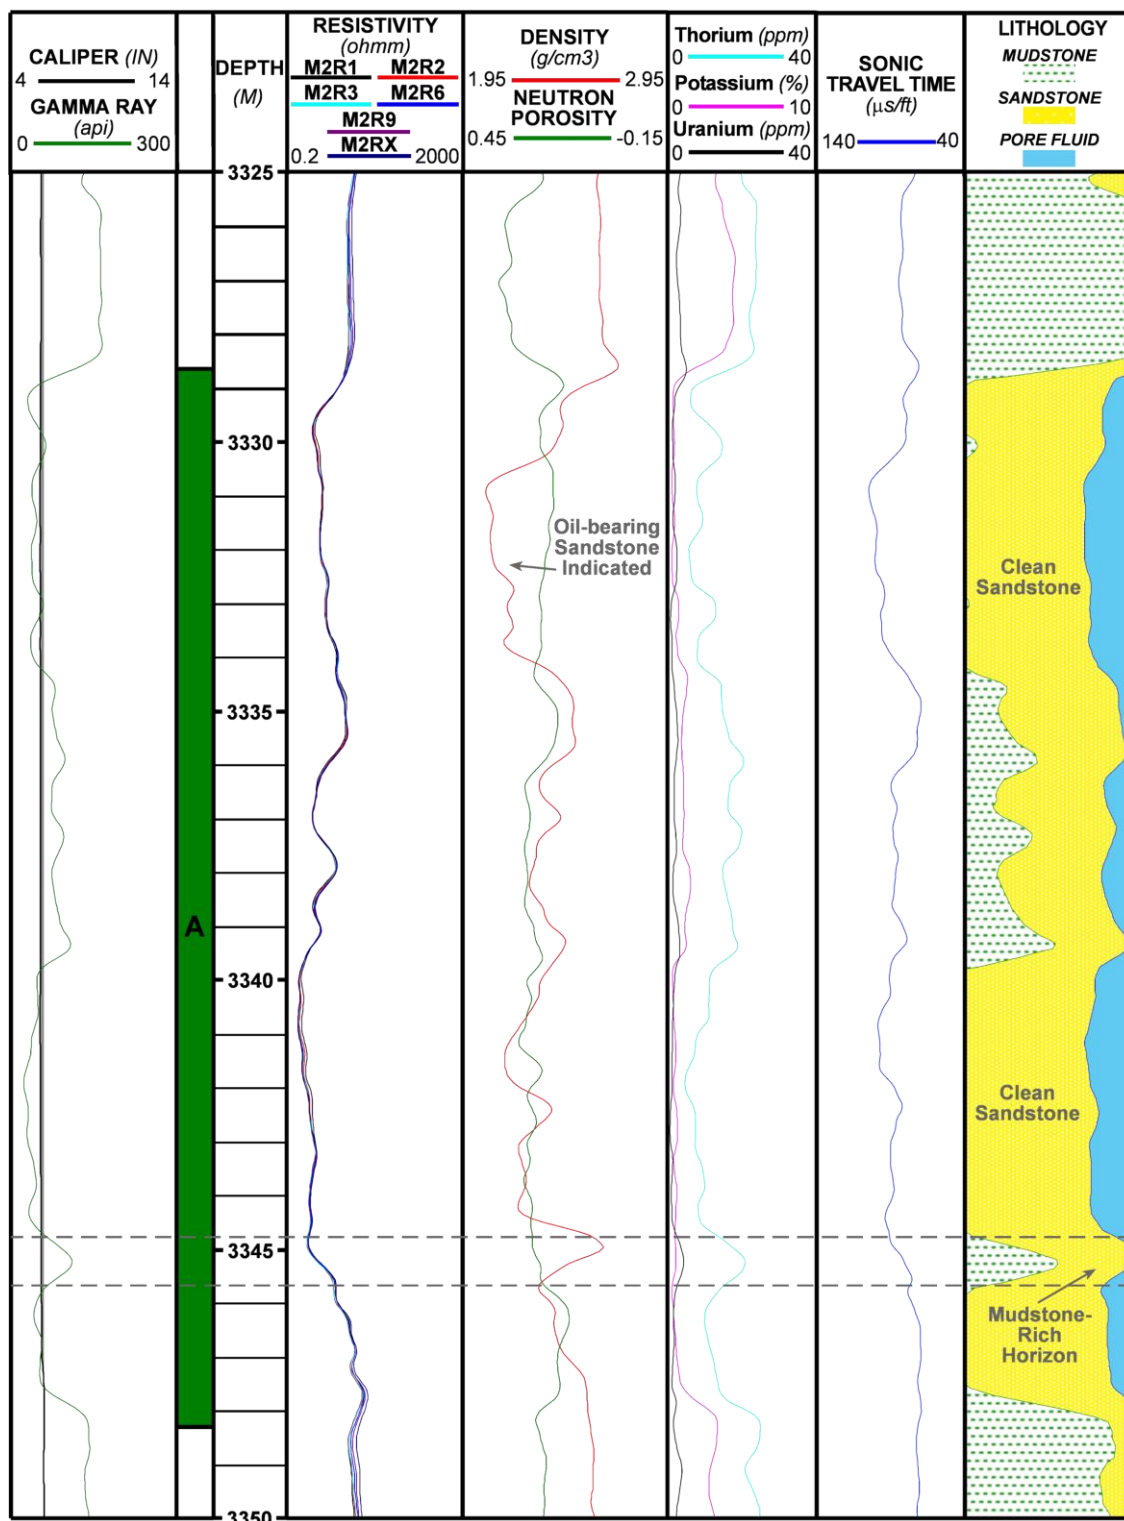 CALIPER (IN)
4 14
GAMMA RAY
(api)
0 300
DEPTH
(M)
RESISTIVITY
(ohmm)
M2R1 M2R2
M2R3 M2R6
M2R9
M2RX
0.2 2000
DENSITY
(g/cm3)
1.95 2.95
NEUTRON
POROSITY
0.45 -0.15
Thorium (ppm)
0 40
Potassium (%)
0 10
Uranium (ppm)
0 40
SONIC
TRAVEL TIME
(μs/ft)
140 40
LITHOLOGY
MUDSTONE
SANDSTONE
PORE FLUID
3325
3330
Oil-bearing
Sandstone
Indicated
Clean
Sandstone
3335
A
3340
Clean
Sandstone
3345
Mudstone-
Rich
Horizon
3350